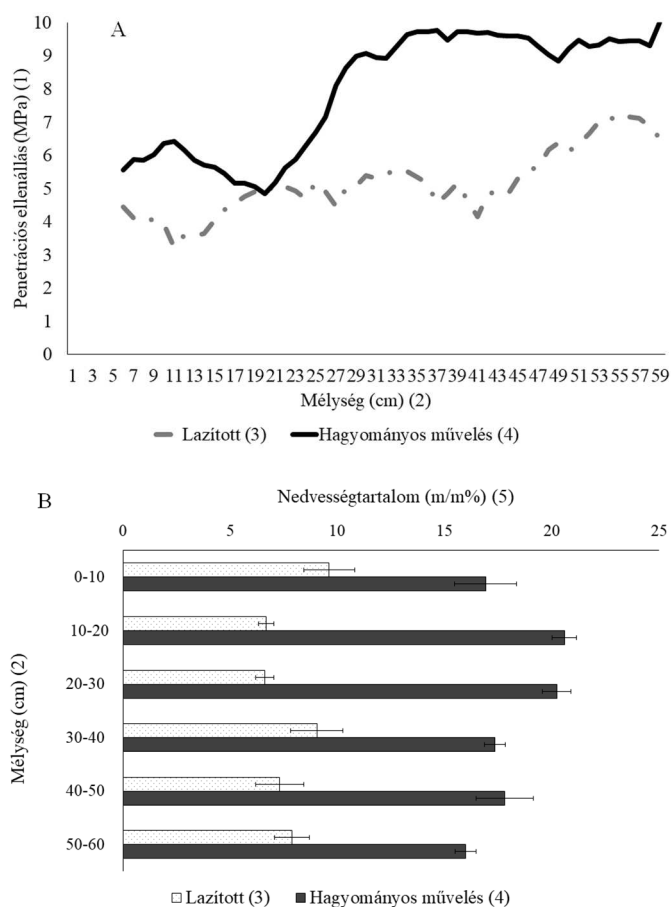 A
Penetrációs ellenállás (MPa) (1)
10
9
8
7
6
5
4
3
2
1
0
1 3 5 7 9 11 13 15 17 19 21 23 25 27 29 31 33 35 37 39 41 43 45 47 49 51 53 55 57 59
Mélység (cm) (2)
Lazított (3) Hagyományos művelés (4)
B
Nedvességtartalom (m/m%) (5)
0 5 10 15 20 25
Mélység (cm) (2)
0-10
10-20
20-30
30-40
40-50
50-60
Lazított (3) Hagyományos művelés (4)